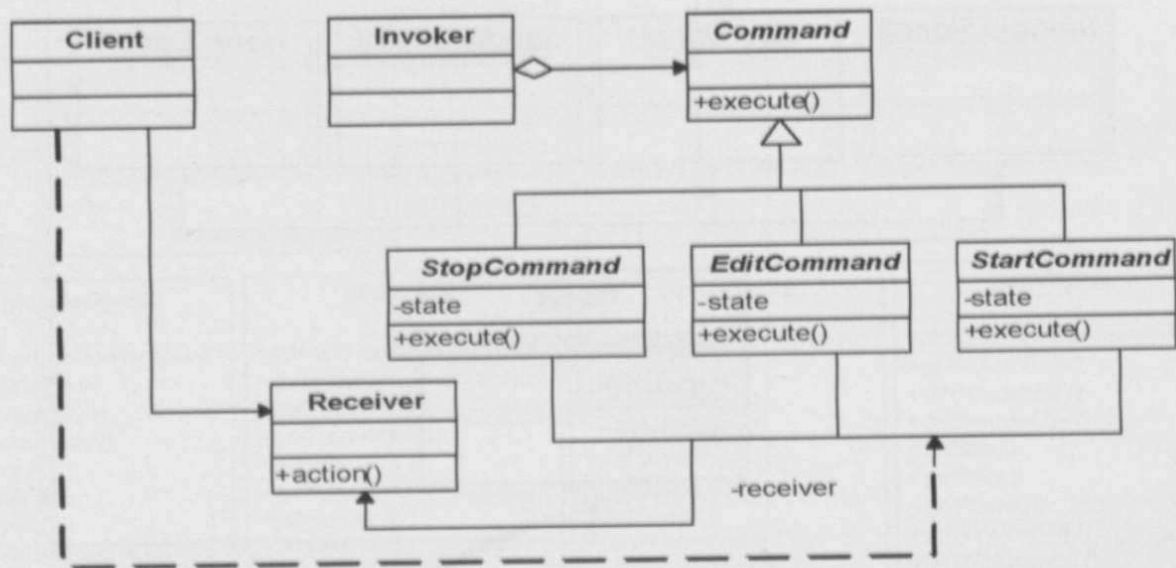 Client
Invoker
Command
+execute()
StopCommand
-state
+execute()
EditCommand
-state
+execute()
StartCommand
-state
+execute()
Receiver
+action()
-receiver